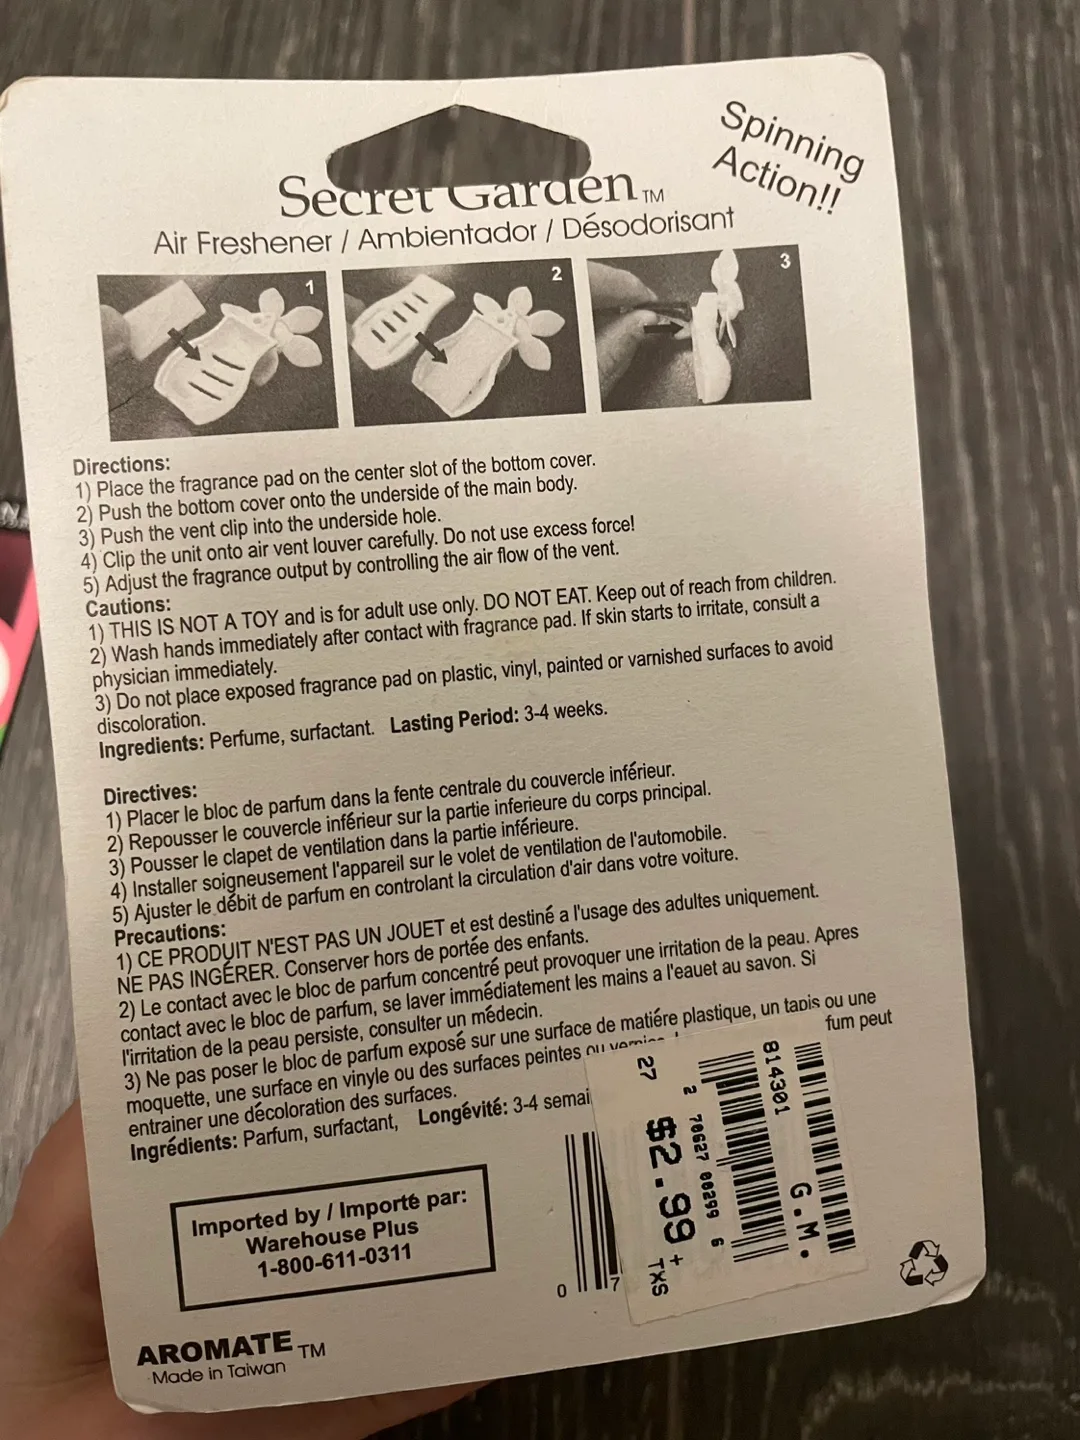 Spinning
Action!!
Secret Garden™
Air Freshener / Ambientador / Désodorisant
1
2
3
Directions:
1) Place the fragrance pad on the center slot of the bottom cover.
2) Push the bottom cover onto the underside of the main body.
3) Push the vent clip into the underside hole.
4) Clip the unit onto air vent louver carefully. Do not use excess force!
5) Adjust the fragrance output by controlling the air flow of the vent.
Cautions:
1) THIS IS NOT A TOY and is for adult use only. DO NOT EAT. Keep out of reach from children.
2) Wash hands immediately after contact with fragrance pad. If skin starts to irritate, consult a
physician immediately.
3) Do not place exposed fragrance pad on plastic, vinyl, painted or varnished surfaces to avoid
discoloration.
Ingredients: Perfume, surfactant. Lasting Period: 3-4 weeks.
Directives:
1) Placer le bloc de parfum dans la fente centrale du couvercle inférieur.
2) Repousser le couvercle inférieur sur la partie inferieure du corps principal.
3) Pousser le clapet de ventilation dans la partie inférieure.
4) Installer soigneusement l'appareil sur le volet de ventilation de l'automobile.
5) Ajuster le débit de parfum en controlant la circulation d'air dans votre voiture.
Precautions:
1) CE PRODUIT N'EST PAS UN JOUET et est destiné a l'usage des adultes uniquement.
NE PAS INGÉRER. Conserver hors de portée des enfants.
2) Le contact avec le bloc de parfum concentré peut provoquer une irritation de la peau. Apres
contact avec le bloc de parfum, se laver immédiatement les mains a l'eauet au savon. Si
l'irritation de la peau persiste, consulter un médecin.
3) Ne pas poser le bloc de parfum exposé sur une surface de matiére plastique, un tapis ou une
moquette, une surface en vinyle ou des surfaces peintes ou fum peut
entrainer une décoloration des surfaces.
Ingrédients: Parfum, surfactant, Longévité: 3-4 semai
814301
G.M.
2 78627 00299 6
27 $2.99+ TXS
0 7
Imported by / Importé par:
Warehouse Plus
1-800-611-0311
AROMATE™
Made in Taiwan